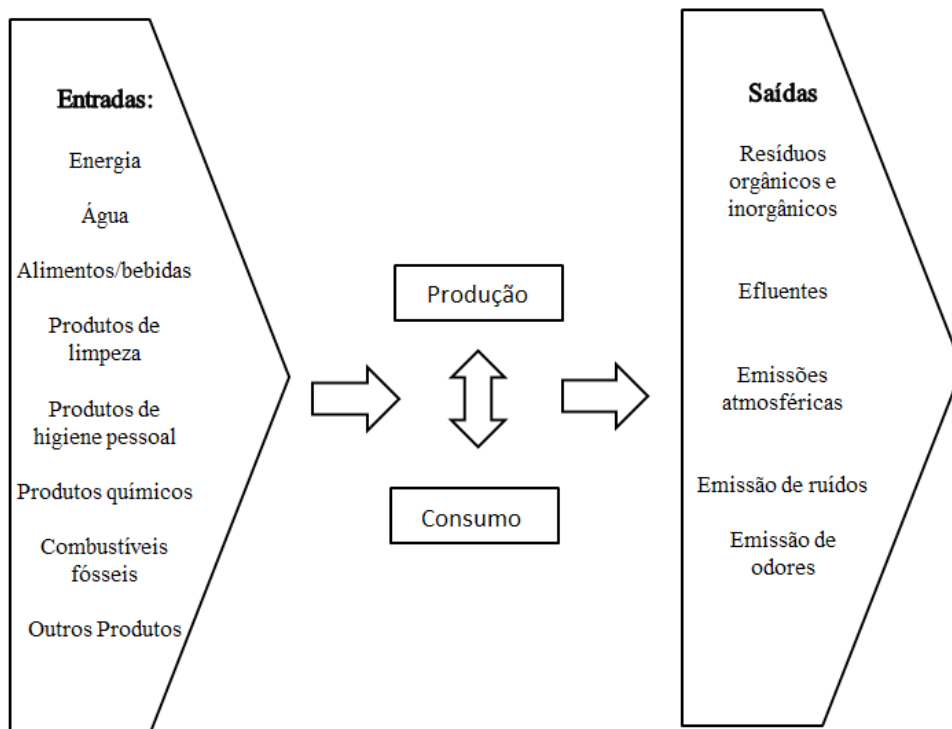 Entradas:
Energia
Água
Alimentos/bebidas
Produtos de
limpeza
Produtos de
higiene pessoal
Produtos químicos
Combustíveis
fósseis
Outros Produtos
Produção
Consumo
Saídas
Resíduos
orgânicos e
inorgânicos
Efluentes
Emissões
atmosféricas
Emissão de ruídos
Emissão de
odores